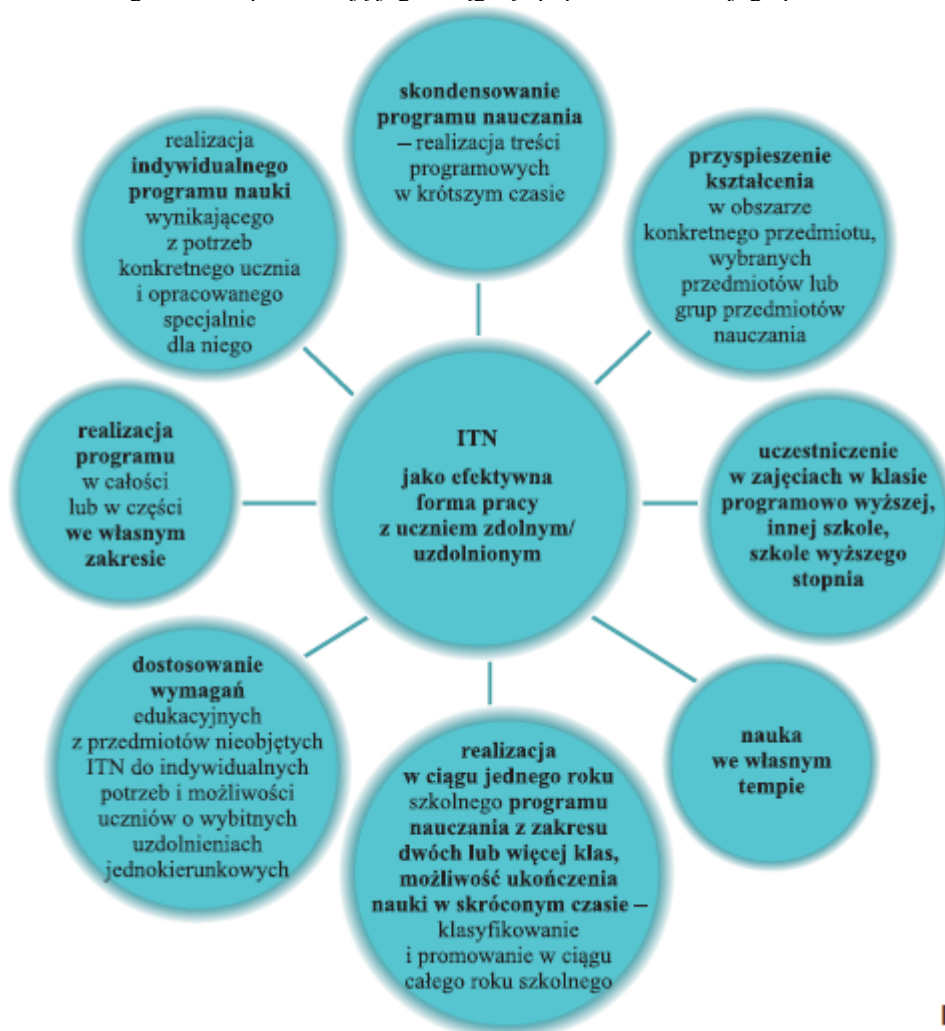 skondensowanie
programu nauczania
– realizacja treści
programowych
w krótszym czasie
przyspieszenie
kształcenia
w obszarze
konkretnego przedmiotu,
wybranych
przedmiotów lub
grup przedmiotów
nauczania
uczestniczenie
w zajęciach w klasie
programowo wyższej,
innej szkole,
szkole wyższego
stopnia
nauka
we własnym
tempie
realizacja
w ciągu jednego roku
szkolnego programu
nauczania z zakresu
dwóch lub więcej klas,
możliwość ukończenia
nauki w skróconym czasie –
klasyfikowanie
i promowanie w ciągu
całego roku szkolnego
dostosowanie
wymagań
edukacyjnych
z przedmiotów nieobjętych
ITN do indywidualnych
potrzeb i możliwości
uczniów o wybitnych
uzdolnieniach
jednokierunkowych
realizacja
programu
w całości
lub w części
we własnym
zakresie
realizacja
indywidualnego
programu nauki
wynikającego
z potrzeb
konkretnego ucznia
i opracowanego
specjalnie
dla niego
ITN
jako efektywna
forma pracy
z uczniem zdolnym/
uzdolnionym